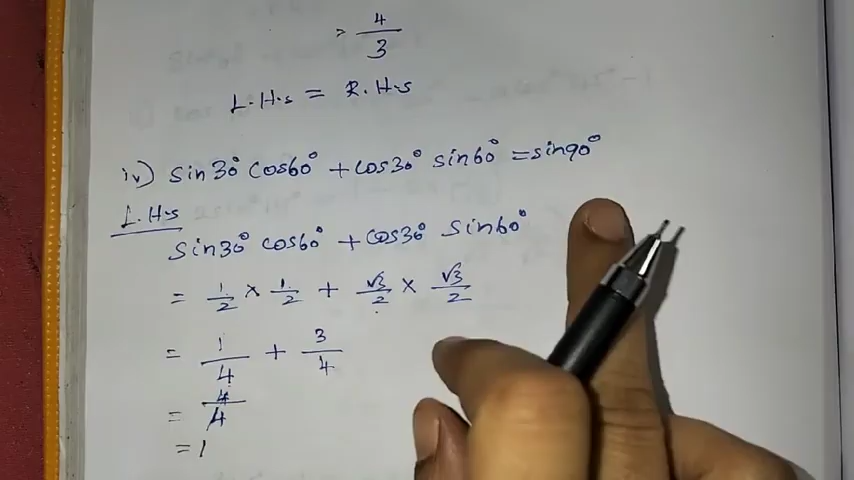 = 4/3
L.H.S = R.H.S
iv) sin30° cos60° + cos30° sin60° = sin90°
L.H.S
sin30° cos60° + cos30° sin60°
= 1/2 × 1/2 + √3/2 × √3/2
= 1/4 + 3/4
= 4/4
= 1